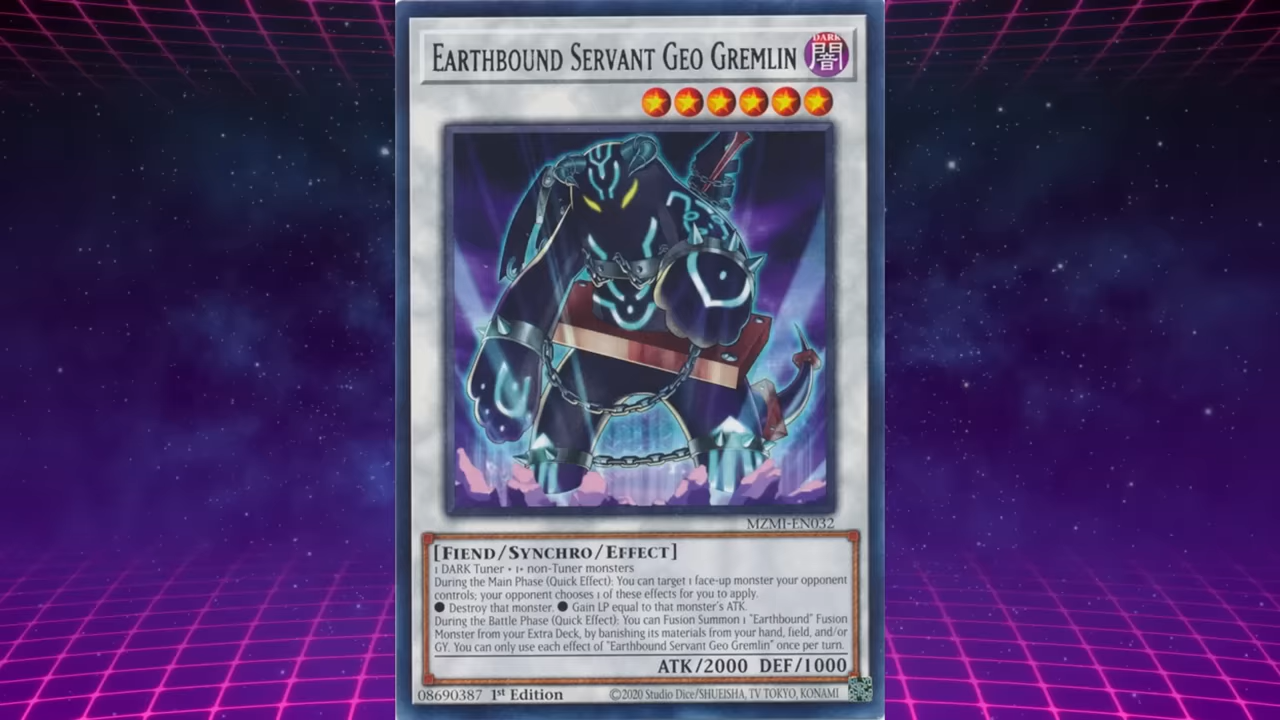 EARTHBOUND SERVANT GEO GREMLIN
DARK
闇
MZMI-EN032
[FIEND/SYNCHRO/EFFECT]
1 DARK Tuner + 1+ non-Tuner monsters
During the Main Phase (Quick Effect): You can target 1 face-up monster your opponent
controls; your opponent chooses 1 of these effects for you to apply.
● Destroy that monster. ● Gain LP equal to that monster's ATK.
During the Battle Phase (Quick Effect): You can Fusion Summon 1 "Earthbound" Fusion
Monster from your Extra Deck, by banishing its materials from your hand, field, and/or
GY. You can only use each effect of "Earthbound Servant Geo Gremlin" once per turn.
ATK/2000 DEF/1000
08690387 1st Edition ©2020 Studio Dice/SHUEISHA, TV TOKYO, KONAMI